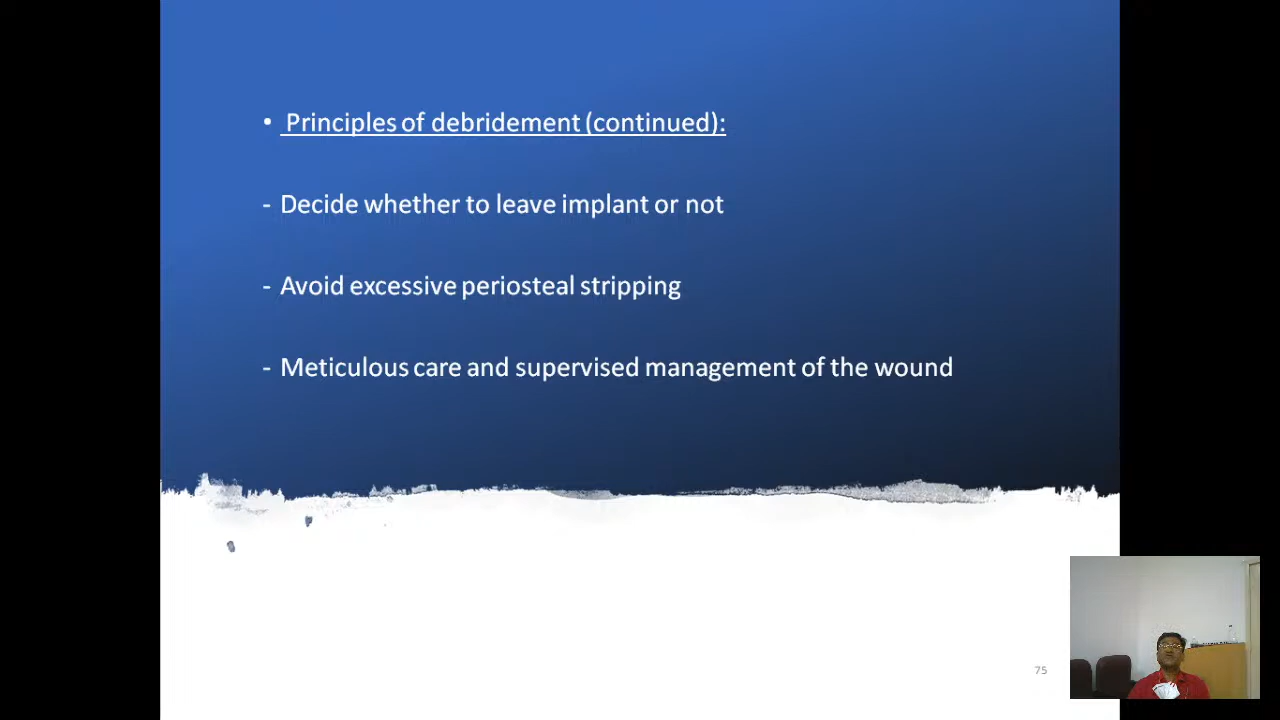 • Principles of debridement (continued):
- Decide whether to leave implant or not
- Avoid excessive periosteal stripping
- Meticulous care and supervised management of the wound
75